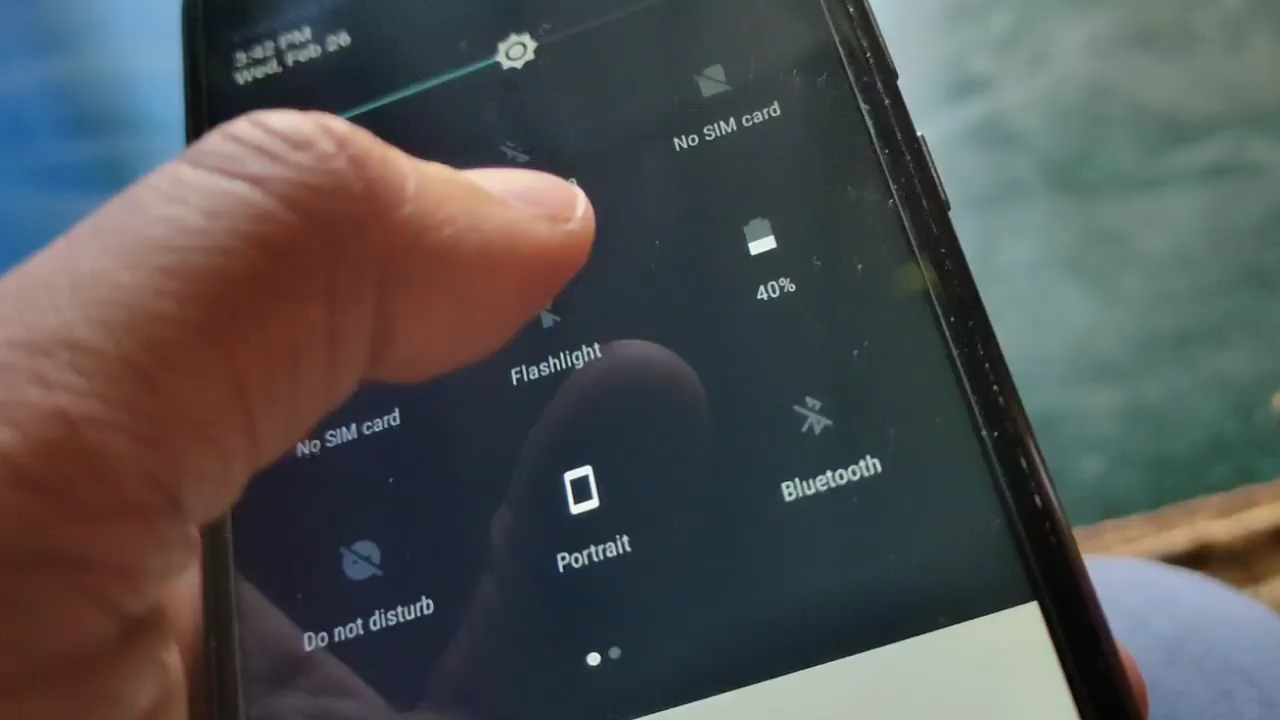 3:42 PM
Wed, Feb 26
No SIM card
40%
Flashlight
No SIM card
Bluetooth
Portrait
Do not disturb